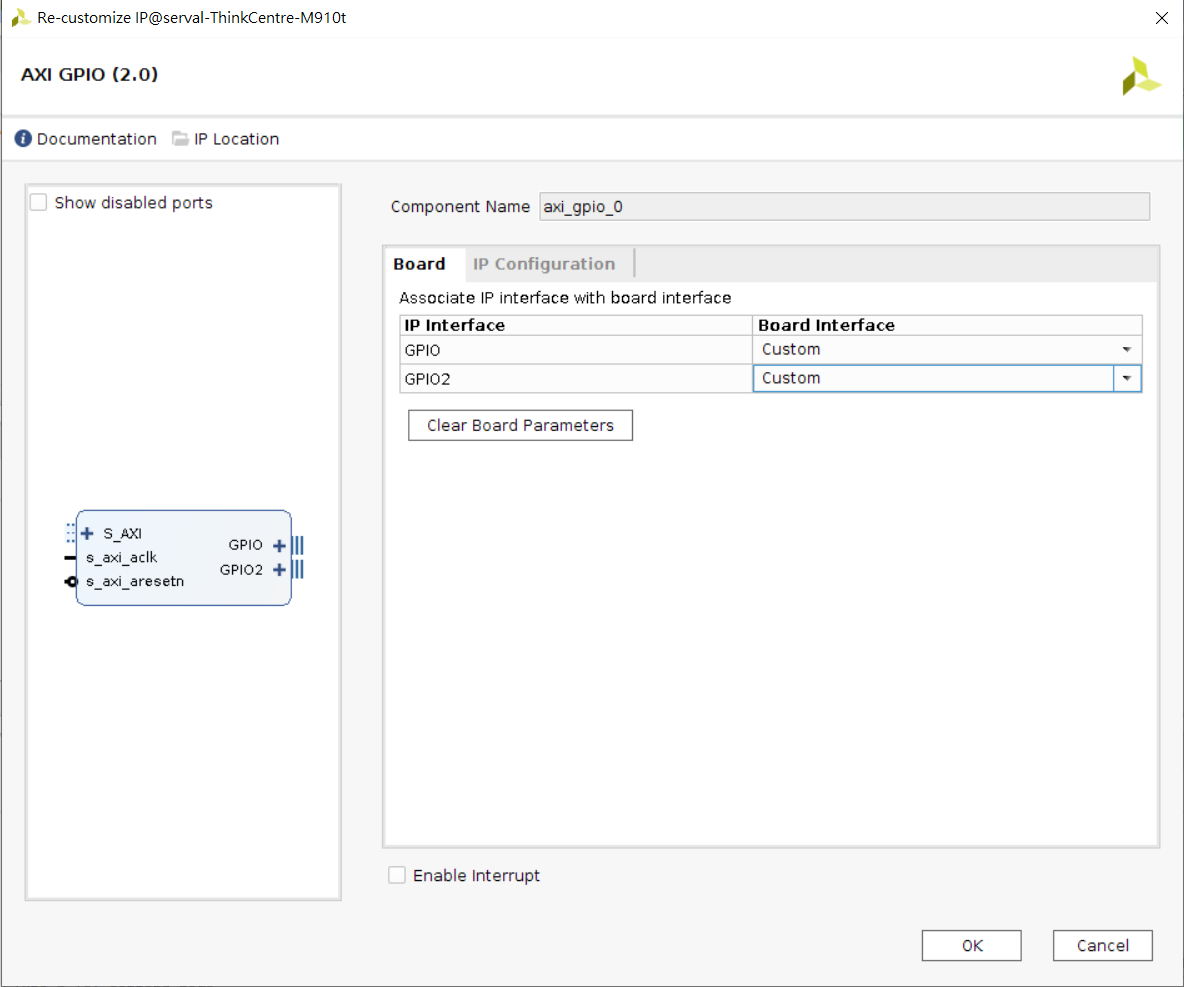 Re-customize IP@serval-ThinkCentre-M910t
AXI GPIO (2.0)
Documentation IP Location
Show disabled ports
S_AXI
s_axi_aclk
s_axi_aresetn
GPIO
GPIO2
Component Name axi_gpio_0
Board IP Configuration
Associate IP interface with board interface
IP Interface Board Interface
GPIO Custom
GPIO2 Custom
Clear Board Parameters
Enable Interrupt
OK Cancel